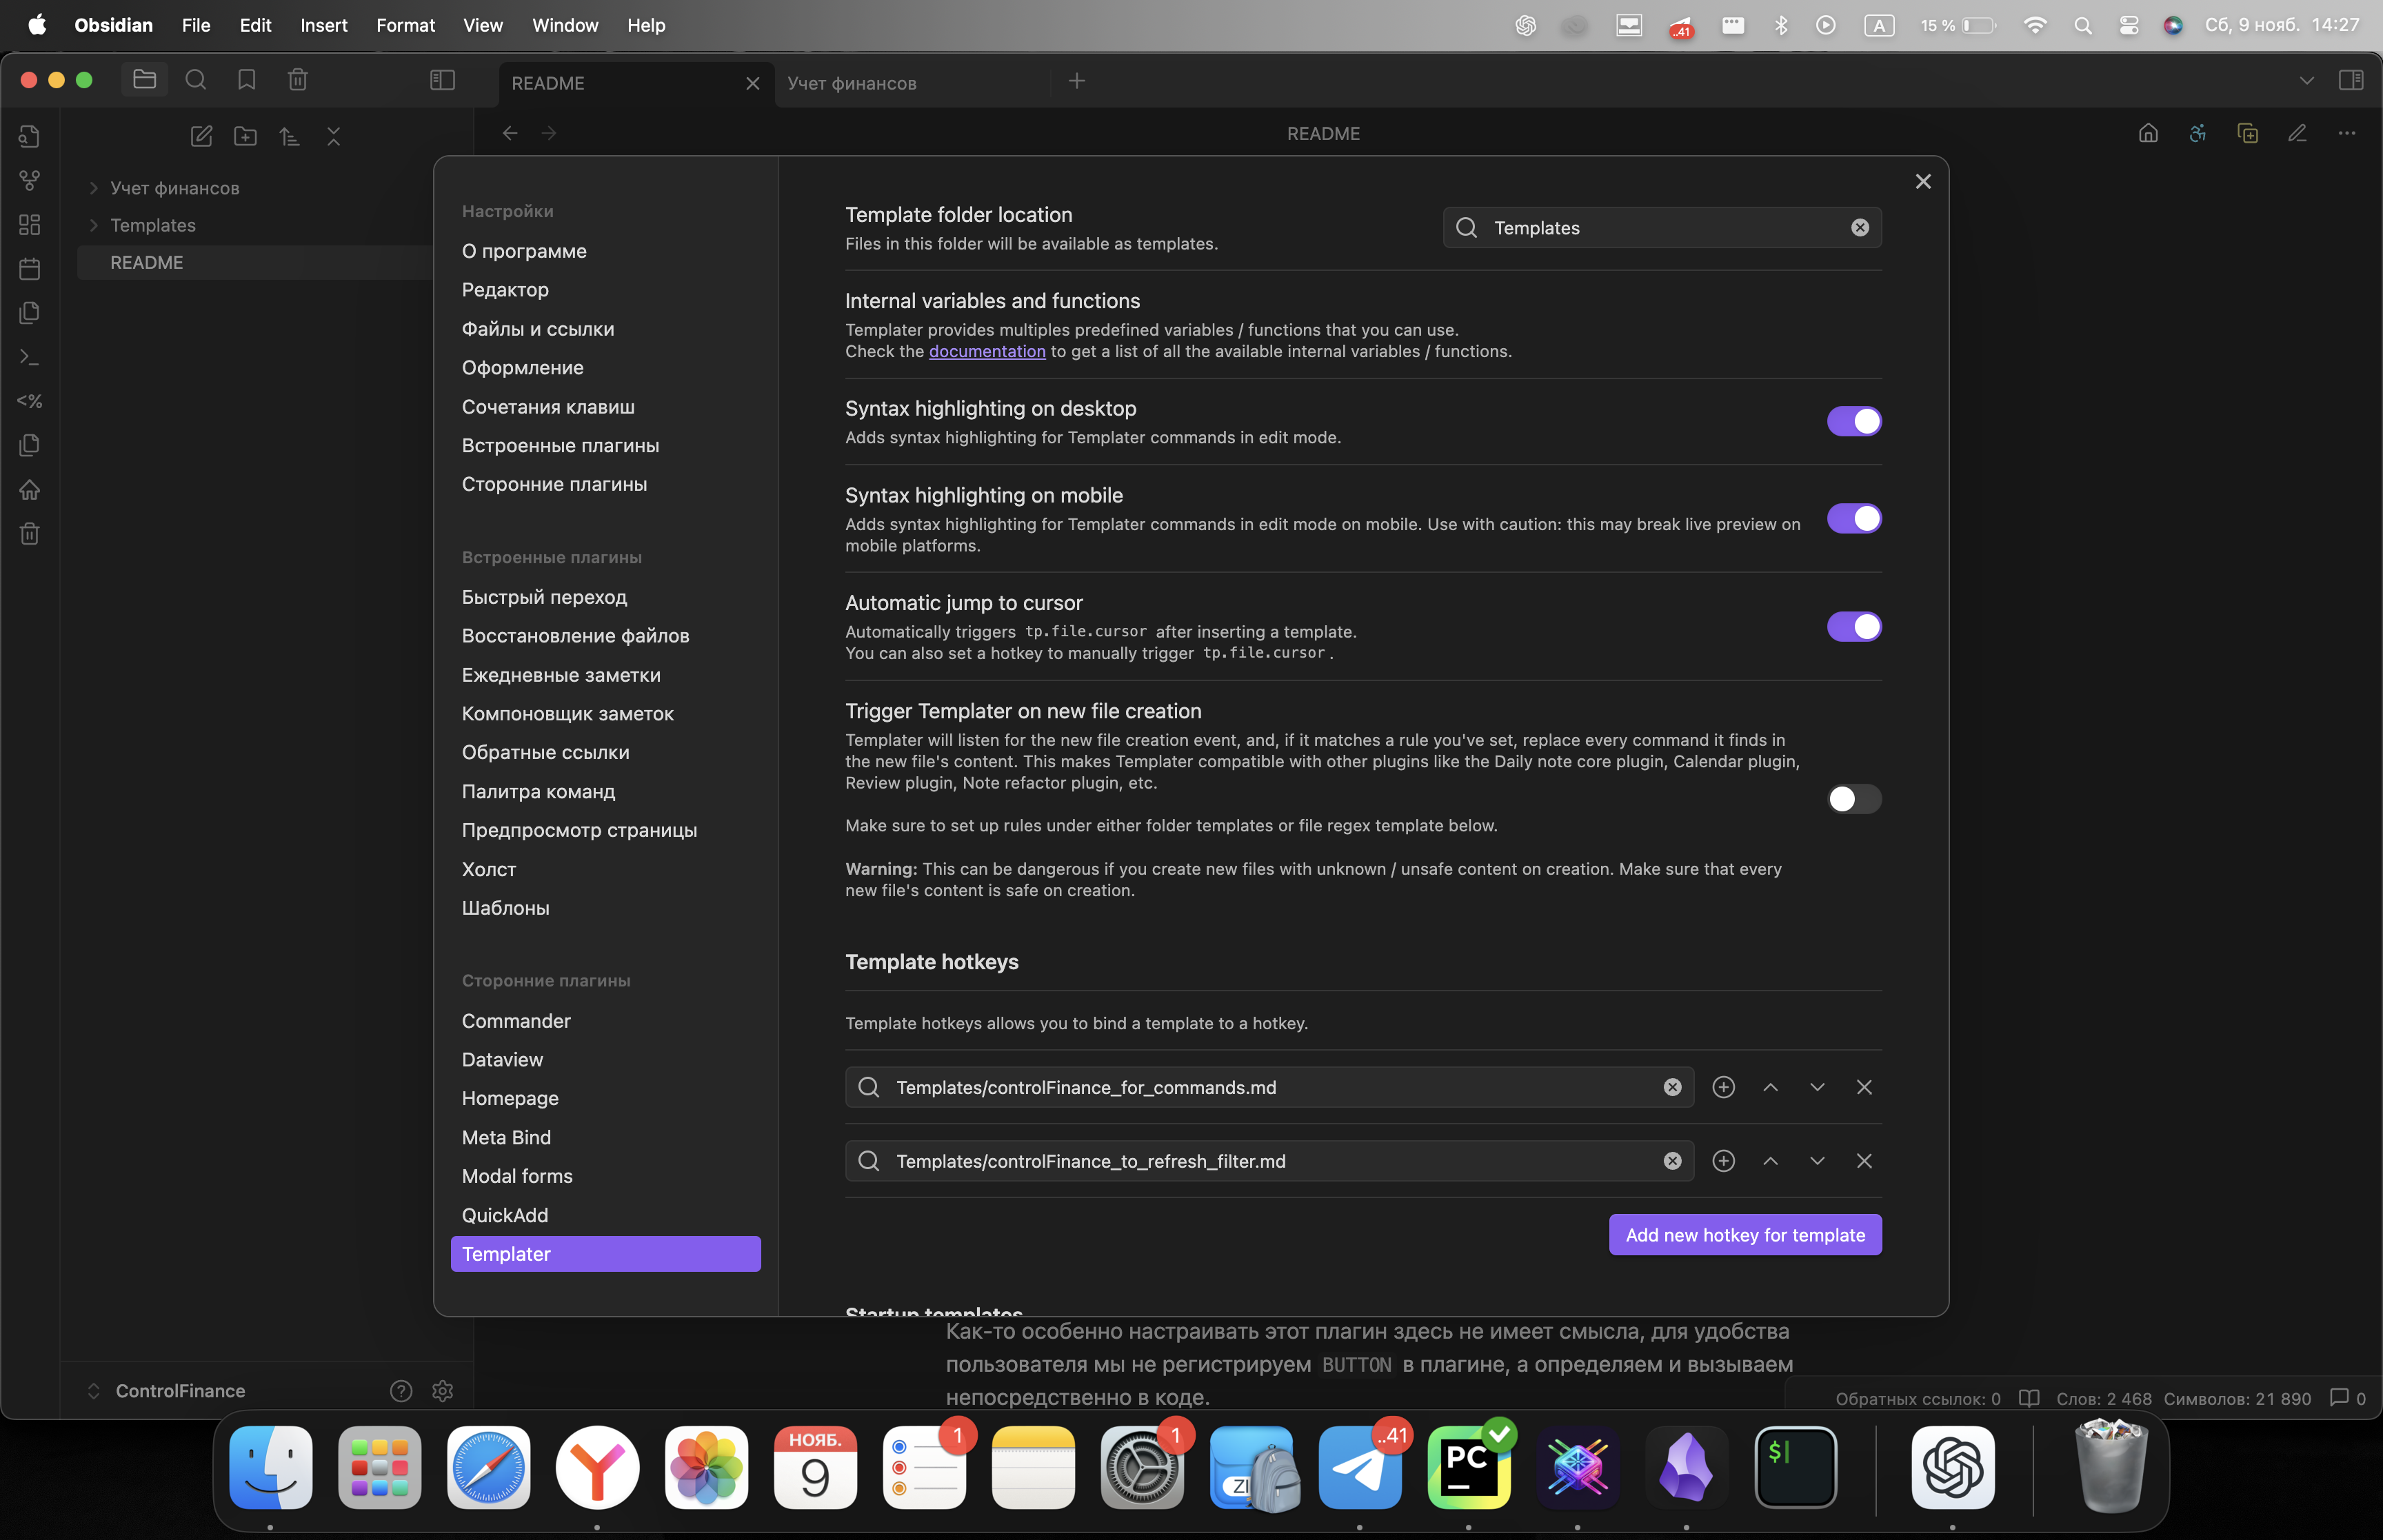 Obsidian File Edit Insert Format View Window Help
..41
A
15 %
Сб, 9 нояб. 14:27
README
Учет финансов
README
Учет финансов
Templates
README
<%
Настройки
О программе
Редактор
Файлы и ссылки
Оформление
Сочетания клавиш
Встроенные плагины
Сторонние плагины
Встроенные плагины
Быстрый переход
Восстановление файлов
Ежедневные заметки
Компоновщик заметок
Обратные ссылки
Палитра команд
Предпросмотр страницы
Холст
Шаблоны
Сторонние плагины
Commander
Dataview
Homepage
Meta Bind
Modal forms
QuickAdd
Templater
Template folder location
Files in this folder will be available as templates.
Templates
Internal variables and functions
Templater provides multiples predefined variables / functions that you can use.
Check the documentation to get a list of all the available internal variables / functions.
Syntax highlighting on desktop
Adds syntax highlighting for Templater commands in edit mode.
Syntax highlighting on mobile
Adds syntax highlighting for Templater commands in edit mode on mobile. Use with caution: this may break live preview on
mobile platforms.
Automatic jump to cursor
Automatically triggers tp.file.cursor after inserting a template.
You can also set a hotkey to manually trigger tp.file.cursor.
Trigger Templater on new file creation
Templater will listen for the new file creation event, and, if it matches a rule you've set, replace every command it finds in
the new file's content. This makes Templater compatible with other plugins like the Daily note core plugin, Calendar plugin,
Review plugin, Note refactor plugin, etc.
Make sure to set up rules under either folder templates or file regex template below.
Warning: This can be dangerous if you create new files with unknown / unsafe content on creation. Make sure that every
new file's content is safe on creation.
Template hotkeys
Template hotkeys allows you to bind a template to a hotkey.
Templates/controlFinance_for_commands.md
Templates/controlFinance_to_refresh_filter.md
Add new hotkey for template
Startup templates
Как-то особенно настраивать этот плагин здесь не имеет смысла, для удобства
пользователя мы не регистрируем BUTTON в плагине, а определяем и вызываем
непосредственно в коде.
ControlFinance
Обратных ссылок: 0
Слов: 2 468 Символов: 21 890
0
НОЯБ.
9
1
1
ZI
..41
PC
$